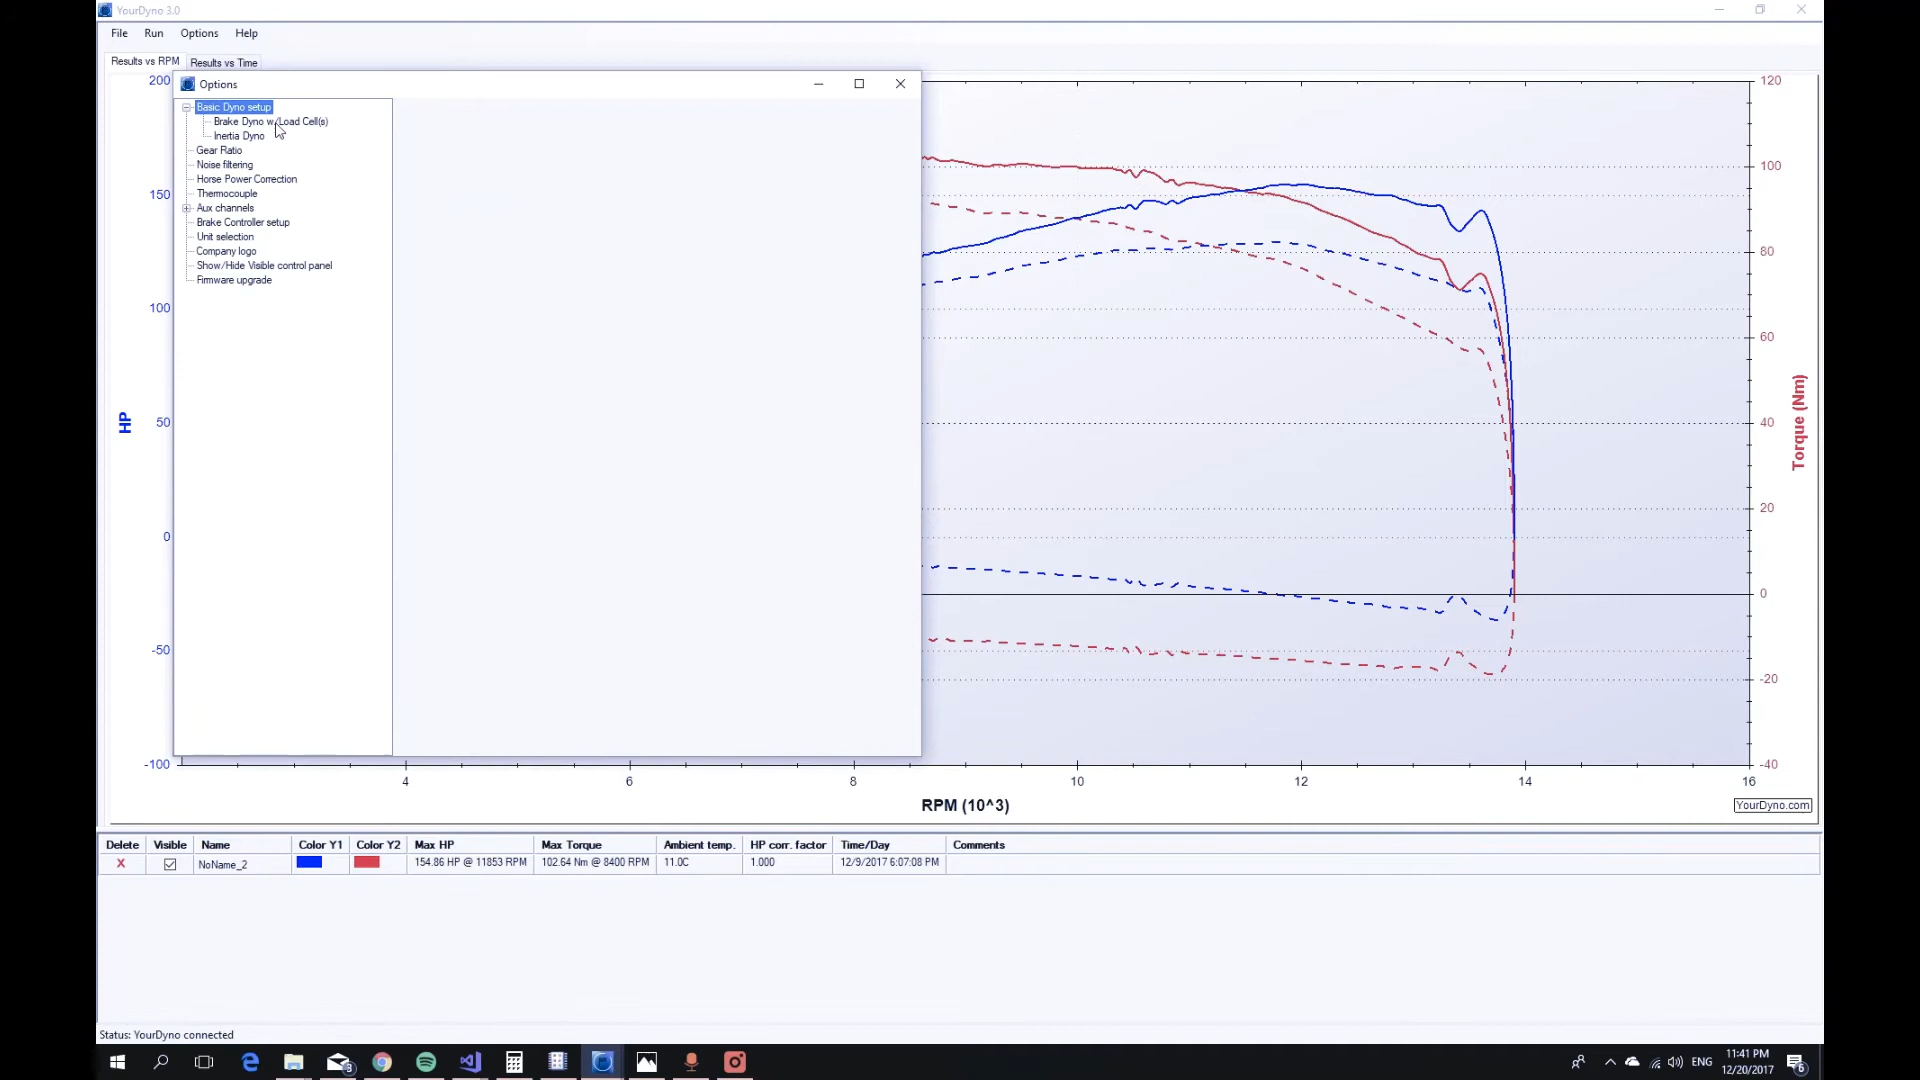 YourDyno 3.0
File Run Options Help
Results vs RPM Results vs Time
Options
Basic Dyno setup
Brake Dyno w/Load Cell(s)
Inertia Dyno
Gear Ratio
Noise filtering
Horse Power Correction
Thermocouple
Aux channels
Brake Controller setup
Unit selection
Company logo
Show/Hide Visible control panel
Firmware upgrade
200
150
100
50
0
-50
-100
HP
120
100
80
60
40
20
0
-20
-40
Torque (Nm)
4 6 8 10 12 14 16
RPM (10^3)
YourDyno.com
Delete Visible Name Color Y1 Color Y2 Max HP Max Torque Ambient temp. HP corr. factor Time/Day Comments
X NoName_2 154.86 HP @ 11853 RPM 102.64 Nm @ 8400 RPM 11.0C 1.000 12/9/2017 6:07:08 PM
Status: YourDyno connected
3
ENG
11:41 PM
12/20/2017
6